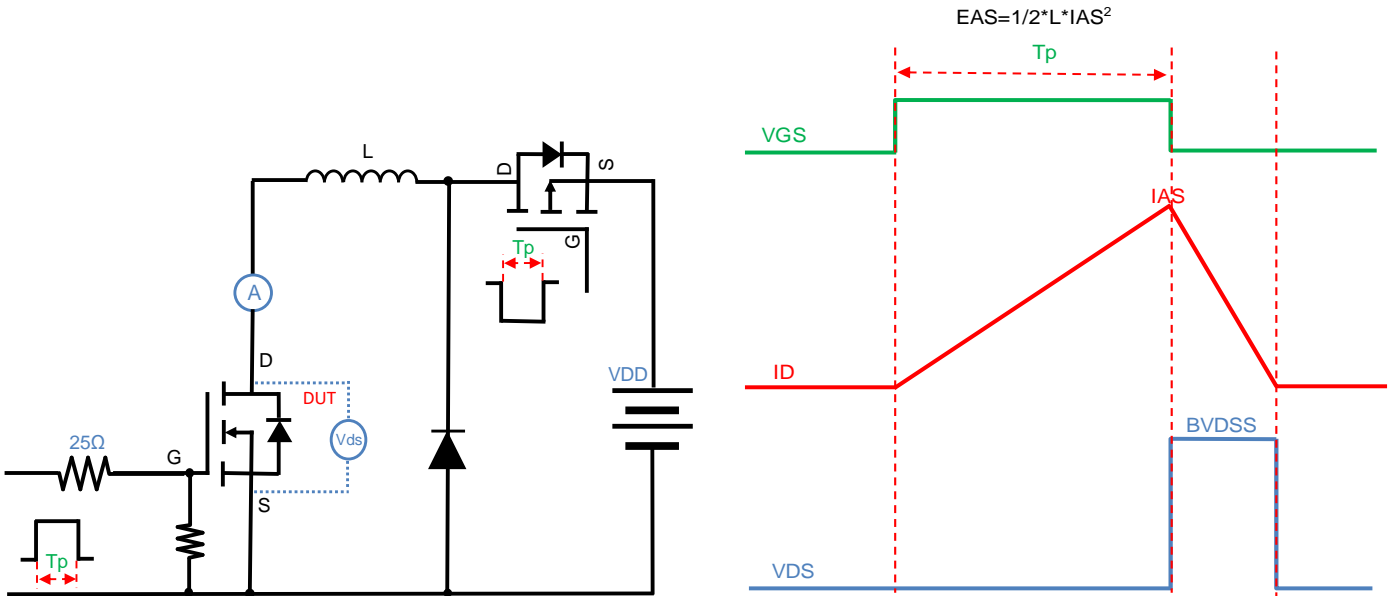 EAS=1/2*L*IAS²
Tp
VGS
L
D
S
G
Tp
IAS
A
D
DUT
VDD
ID
Vds
25Ω
G
S
BVDSS
Tp
VDS